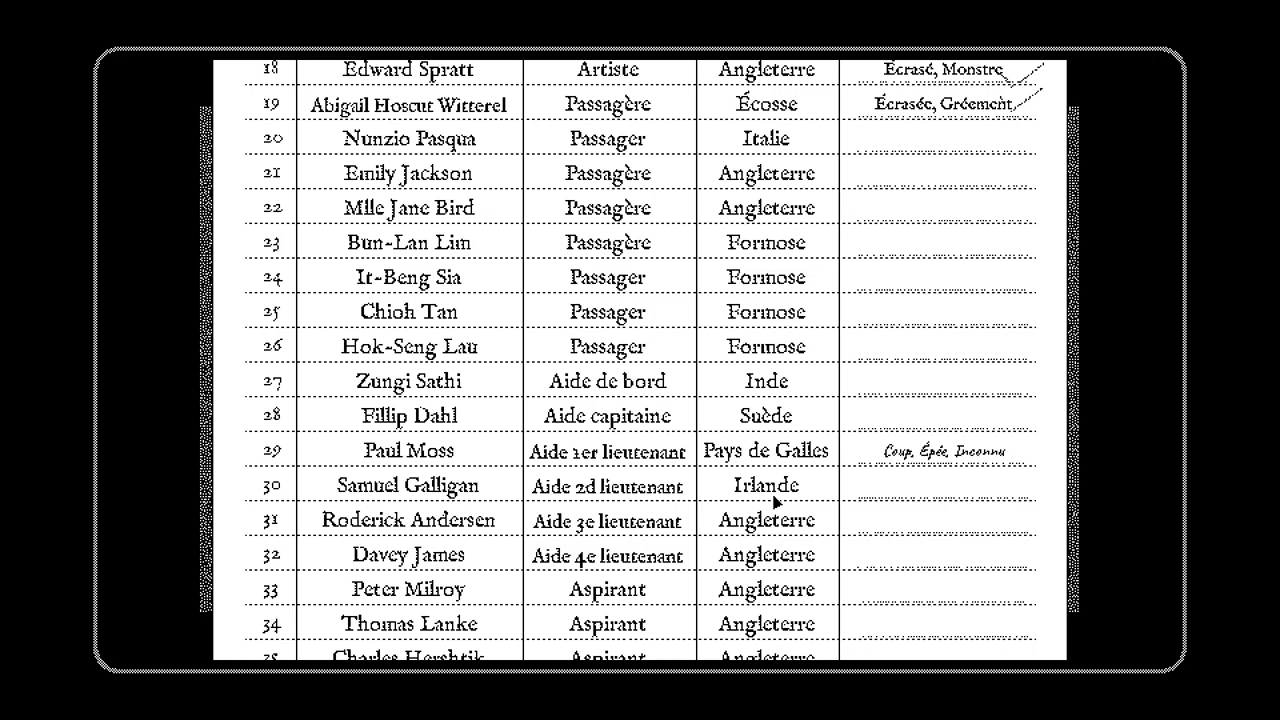 18 Edward Spratt Artiste Angleterre Écrasé, Monstre
19 Abigail Hoscut Witterel Passagère Écosse Écrasée, Gréement
20 Nunzio Pasqua Passager Italie
21 Emily Jackson Passagère Angleterre
22 Mlle Jane Bird Passagère Angleterre
23 Bun-Lan Lim Passagère Formose
24 It-Beng Sia Passager Formose
25 Chioh Tan Passager Formose
26 Hok-Seng Lau Passager Formose
27 Zungi Sathi Aide de bord Inde
28 Fillip Dahl Aide capitaine Suède
29 Paul Moss Aide 1er lieutenant Pays de Galles Coup, Épée, Inconnu
30 Samuel Galligan Aide 2d lieutenant Irlande
31 Roderick Andersen Aide 3e lieutenant Angleterre
32 Davey James Aide 4e lieutenant Angleterre
33 Peter Milroy Aspirant Angleterre
34 Thomas Lanke Aspirant Angleterre
35 Charles Hershtik Aspirant Angleterre